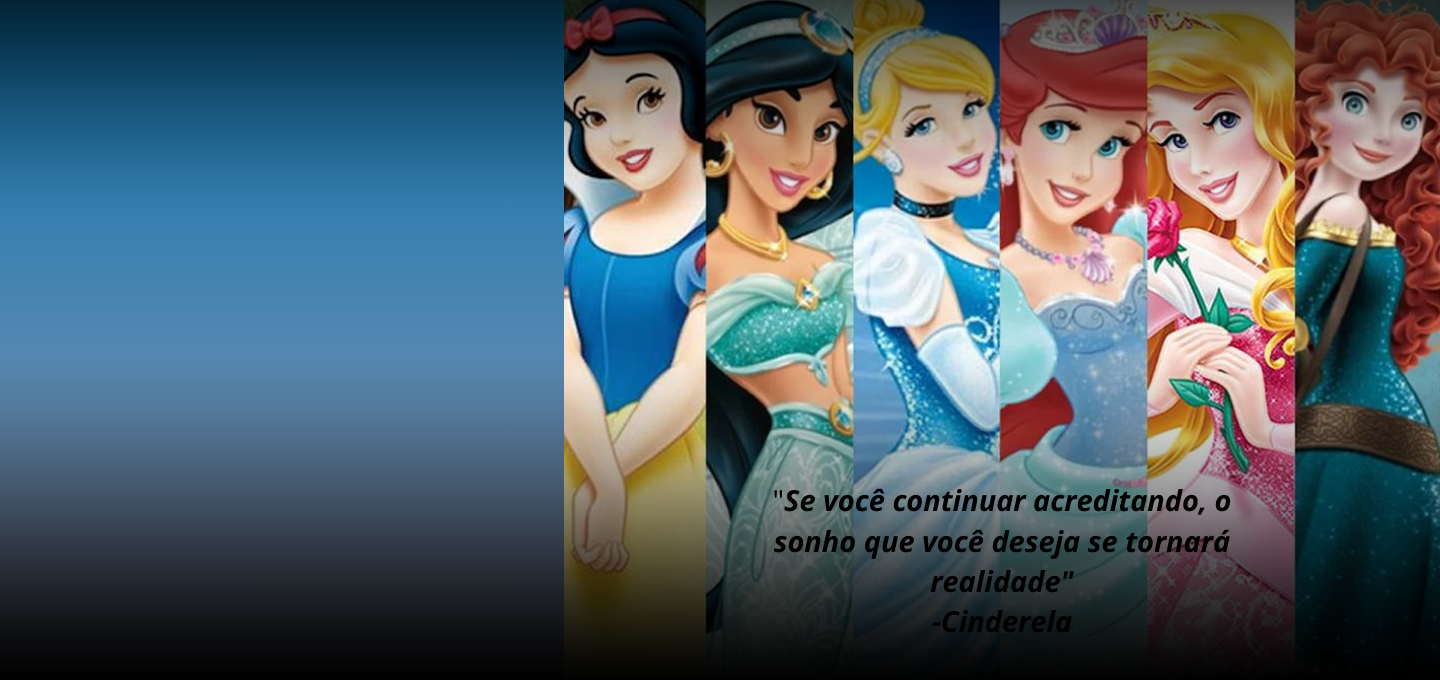 "Se você continuar acreditando, o
sonho que você deseja se tornará
realidade"
-Cinderela